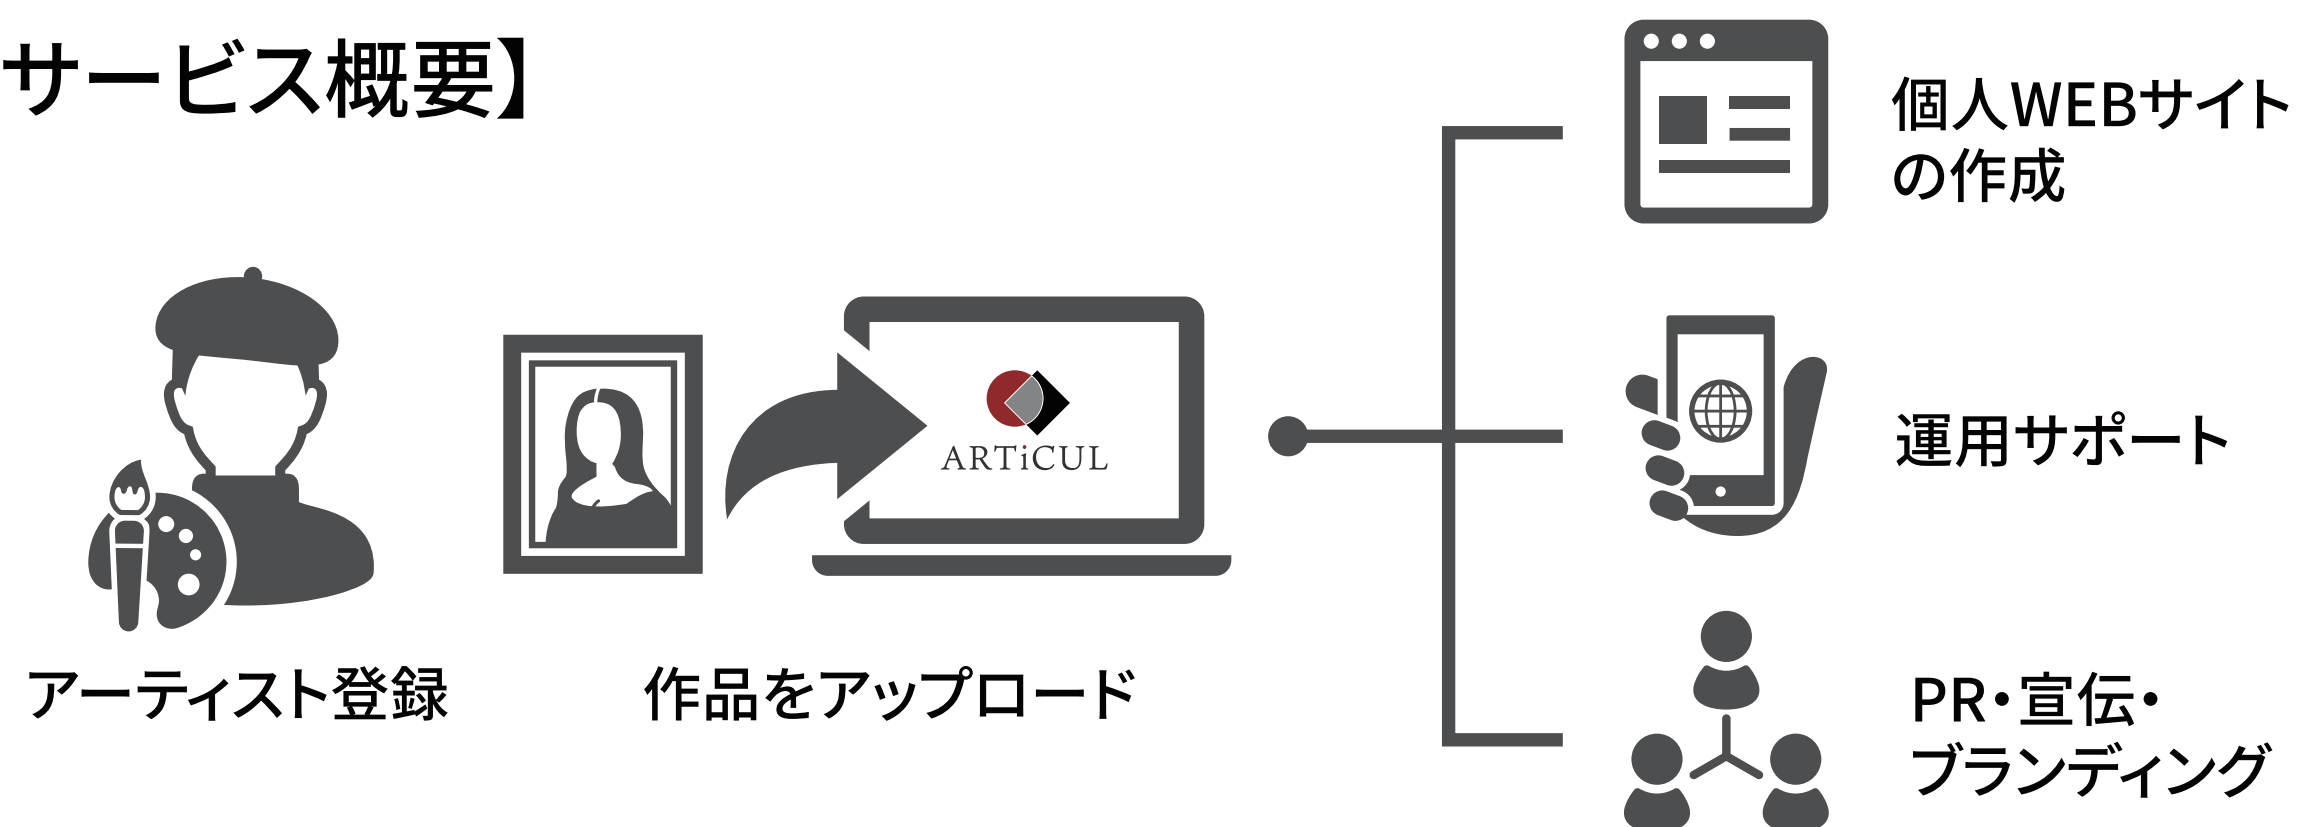 サービス概要】
個人WEBサイト
の作成
ARTiCUL
運用サポート
アーティスト登録
作品をアップロード
PR・宣伝・
ブランディング